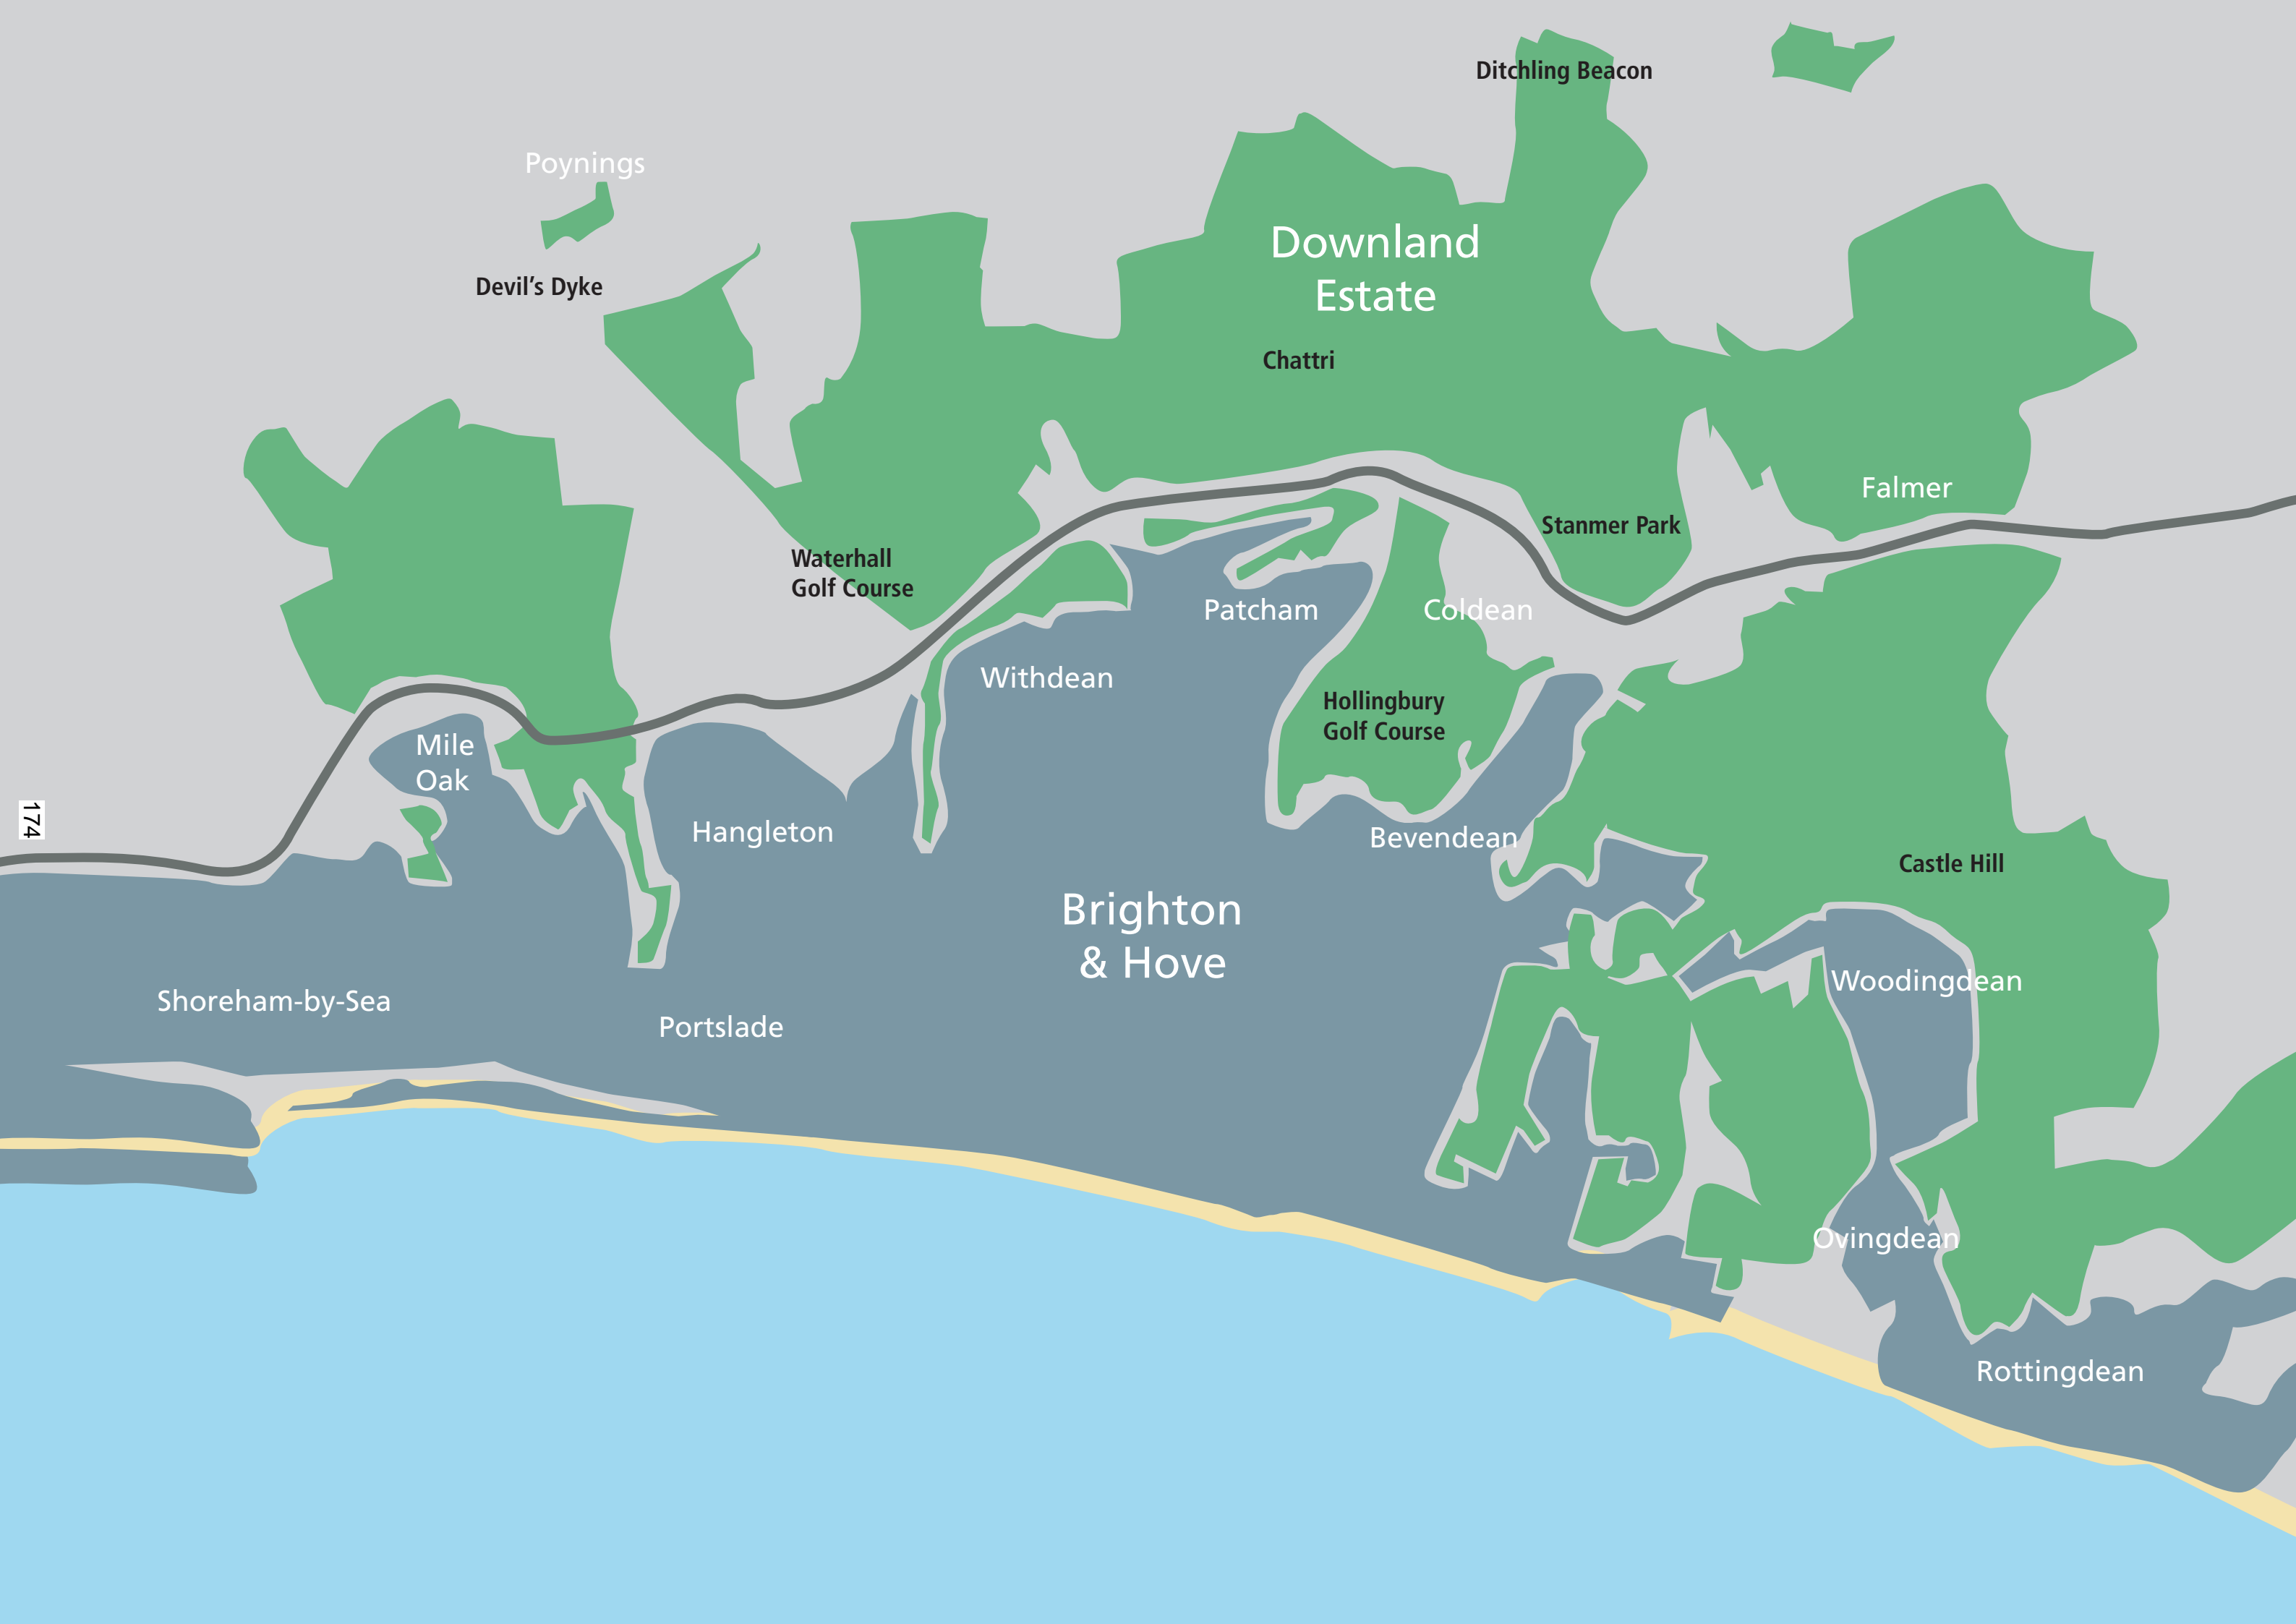 Ditchling Beacon
Poynings
Devil’s Dyke
Downland
Estate
Chattri
Falmer
Stanmer Park
Waterhall
Golf Course
Patcham
Coldean
Withdean
Hollingbury
Golf Course
Mile
Oak
174
Hangleton
Bevendean
Castle Hill
Brighton
& Hove
Woodingdean
Shoreham-by-Sea
Portslade
Ovingdean
Rottingdean